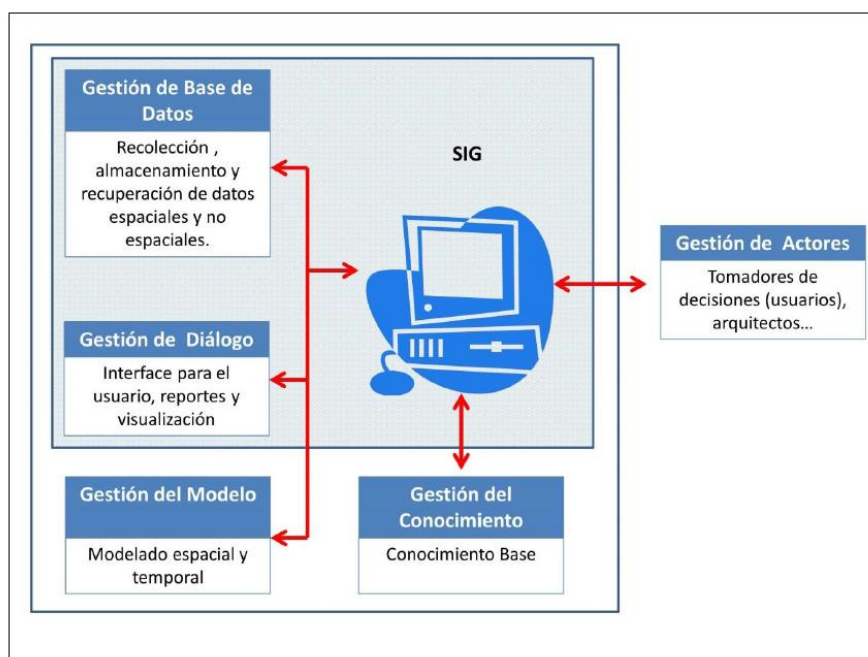 Gestión de Base de
Datos
Recolección ,
almacenamiento y
recuperación de datos
espaciales y no
espaciales.
SIG
Gestión de Actores
Tomadores de
decisiones (usuarios),
arquitectos...
Gestión de Diálogo
Interface para el
usuario, reportes y
visualización
Gestión del Modelo
Modelado espacial y
temporal
Gestión del
Conocimiento
Conocimiento Base